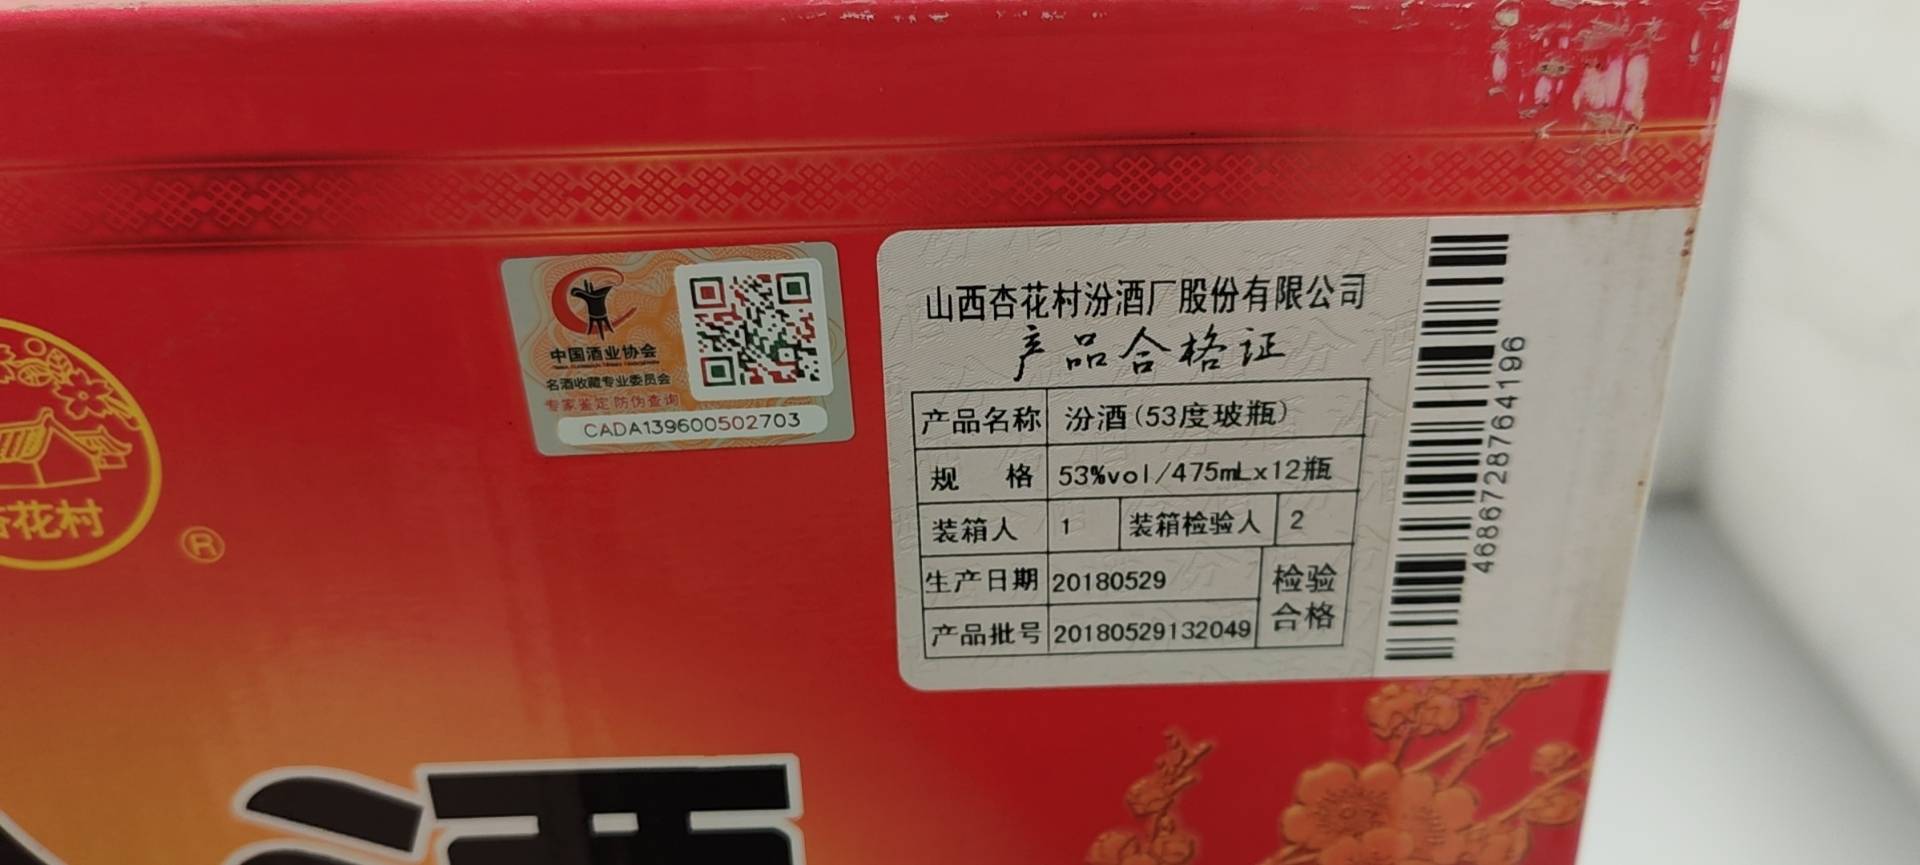 中国酒业协会
名酒收藏专业委员会
专家鉴定 防伪查询
CADA139600502703
花村
®
山西杏花村汾酒厂股份有限公司
产品合格证
产品名称 汾酒(53度玻瓶)
规 格 53%vol/475mLx12瓶
装箱人 1 装箱检验人 2
生产日期 20180529 检验
产品批号 20180529132049 合格
468672878764196
酒